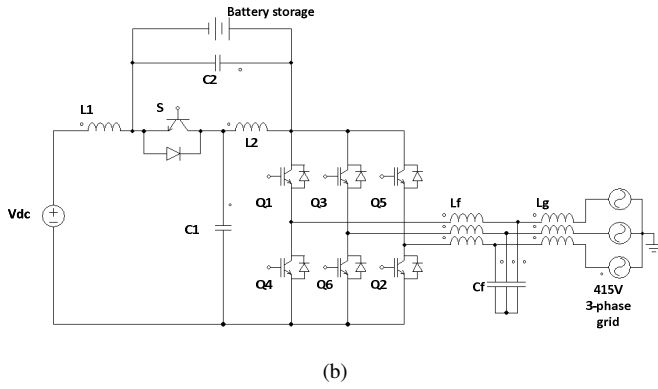 Battery storage
C2
L1
S
L2
Q1
Q3
Q5
Lf
Lg
Vdc
C1
Q4
Q6
Q2
Cf
415V
3-phase
grid
(b)